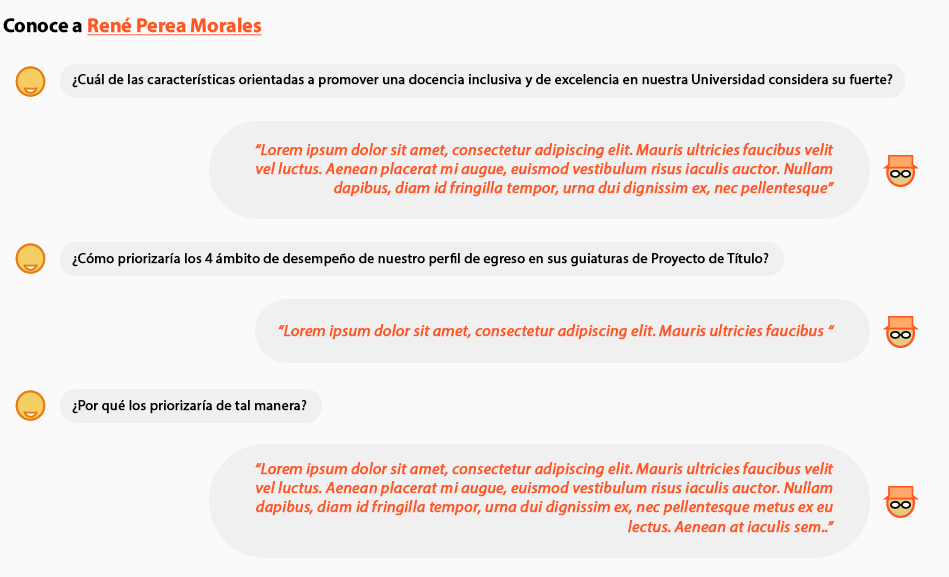 Conoce a René Perea Morales
¿Cuál de las características orientadas a promover una docencia inclusiva y de excelencia en nuestra Universidad considera su fuerte?
“Lorem ipsum dolor sit amet, consectetur adipiscing elit. Mauris ultricies faucibus velit
vel luctus. Aenean placerat mi augue, euismod vestibulum risus iaculis auctor. Nullam
dapibus, diam id fringilla tempor, urna dui dignissim ex, nec pellentesque”
¿Cómo priorizaría los 4 ámbito de desempeño de nuestro perfil de egreso en sus guiaturas de Proyecto de Título?
“Lorem ipsum dolor sit amet, consectetur adipiscing elit. Mauris ultricies faucibus “
¿Por qué los priorizaría de tal manera?
“Lorem ipsum dolor sit amet, consectetur adipiscing elit. Mauris ultricies faucibus velit
vel luctus. Aenean placerat mi augue, euismod vestibulum risus iaculis auctor. Nullam
dapibus, diam id fringilla tempor, urna dui dignissim ex, nec pellentesque metus ex eu
lectus. Aenean at iaculis sem..”